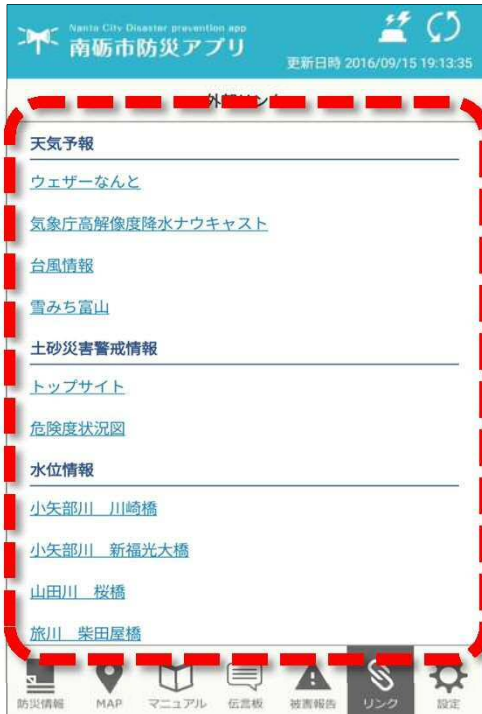 Nanto City Disaster prevention app
南砺市防災アプリ
更新日時 2016/09/15 19:13:35
外部リンク
天気予報
ウェザーなんと
気象庁高解像度降水ナウキャスト
台風情報
雪みち富山
土砂災害警戒情報
トップサイト
危険度状況図
水位情報
小矢部川　川崎橋
小矢部川　新福光大橋
山田川　桜橋
旅川　柴田屋橋
防災情報 MAP マニュアル 伝言板 被害報告 リンク 設定